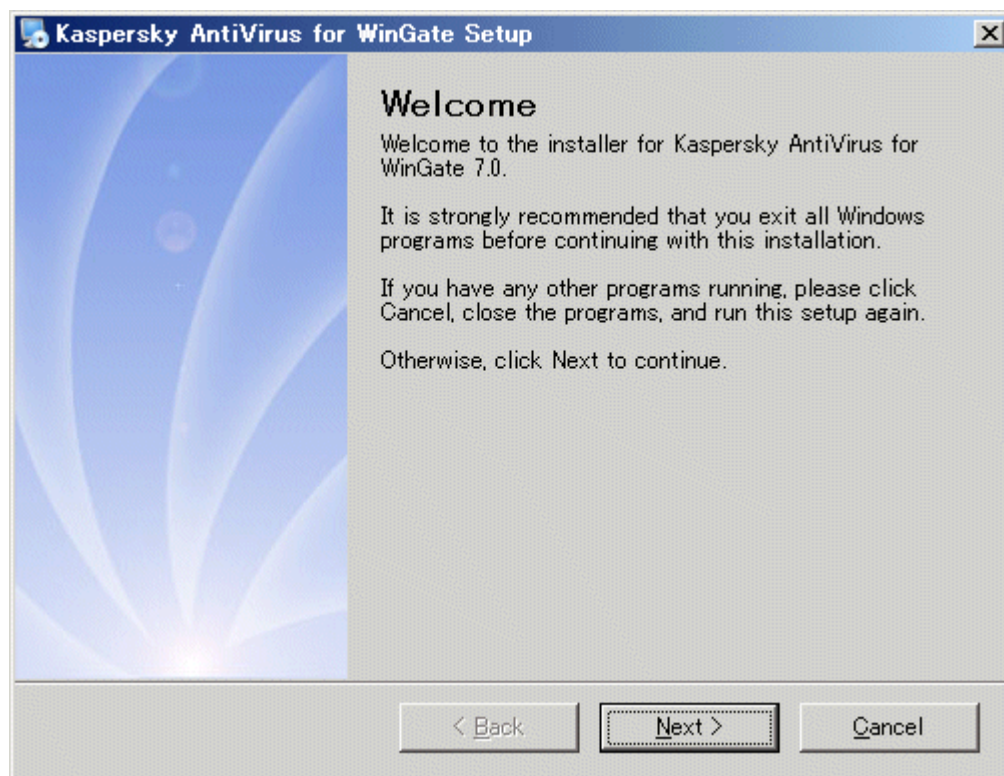 Kaspersky AntiVirus for WinGate Setup
Welcome
Welcome to the installer for Kaspersky AntiVirus for
WinGate 7.0.
It is strongly recommended that you exit all Windows
programs before continuing with this installation.
If you have any other programs running, please click
Cancel, close the programs, and run this setup again.
Otherwise, click Next to continue.
< Back
Next >
Cancel